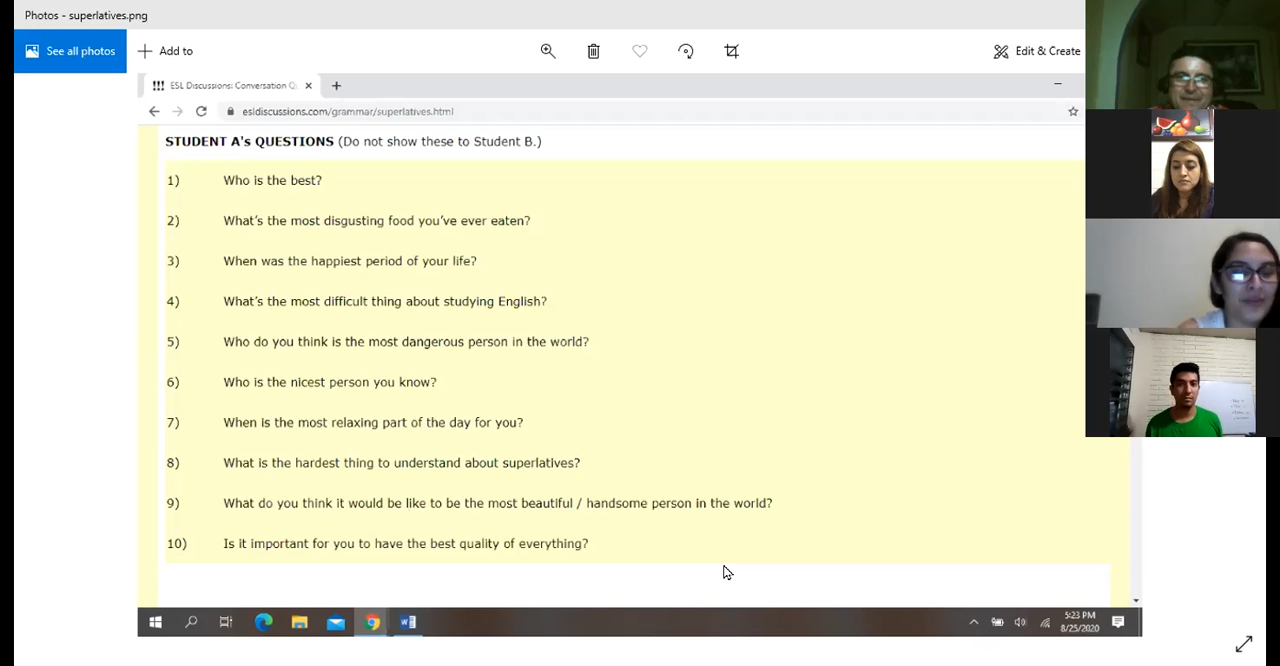 Photos - superlatives.png
See all photos
Add to
Edit & Create
ESL Discussions: Conversation Q
esldiscussions.com/grammar/superlatives.html
STUDENT A's QUESTIONS (Do not show these to Student B.)
1) Who is the best?
2) What's the most disgusting food you've ever eaten?
3) When was the happiest period of your life?
4) What's the most difficult thing about studying English?
5) Who do you think is the most dangerous person in the world?
6) Who is the nicest person you know?
7) When is the most relaxing part of the day for you?
8) What is the hardest thing to understand about superlatives?
9) What do you think it would be like to be the most beautiful / handsome person in the world?
10) Is it important for you to have the best quality of everything?
5:23 PM
8/25/2020